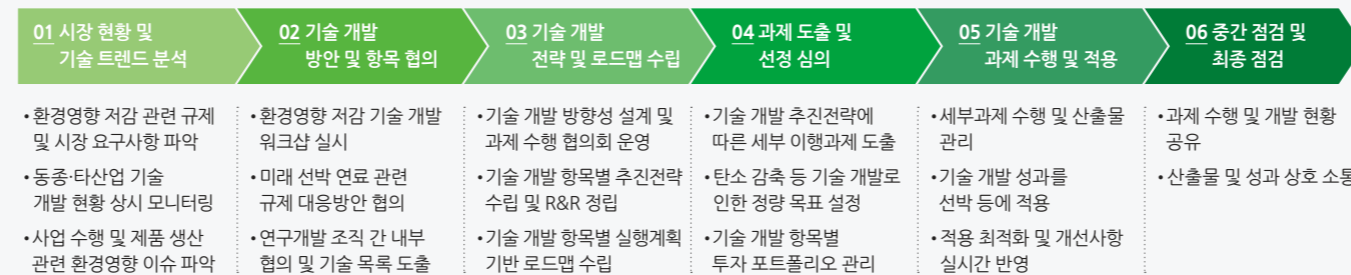 01 시장 현황 및
기술 트렌드 분석
• 환경영향 저감 관련 규제
및 시장 요구사항 파악
• 동종·타산업 기술
개발 현황 상시 모니터링
• 사업 수행 및 제품 생산
관련 환경영향 이슈 파악
02 기술 개발
방안 및 항목 협의
• 환경영향 저감 기술 개발
워크샵 실시
• 미래 선박 연료 관련
규제 대응방안 협의
• 연구개발 조직 간 내부
협의 및 기술 목록 도출
03 기술 개발
전략 및 로드맵 수립
• 기술 개발 방향성 설계 및
과제 수행 협의회 운영
• 기술 개발 항목별 추진전략
수립 및 R&R 정립
• 기술 개발 항목별 실행계획
기반 로드맵 수립
04 과제 도출 및
선정 심의
• 기술 개발 추진전략에
따른 세부 이행과제 도출
• 탄소 감축 등 기술 개발로
인한 정량 목표 설정
• 기술 개발 항목별
투자 포트폴리오 관리
05 기술 개발
과제 수행 및 적용
• 세부과제 수행 및 산출물
관리
• 기술 개발 성과를
선박 등에 적용
• 적용 최적화 및 개선사항
실시간 반영
06 중간 점검 및
최종 점검
• 과제 수행 및 개발 현황
공유
• 산출물 및 성과 상호 소통